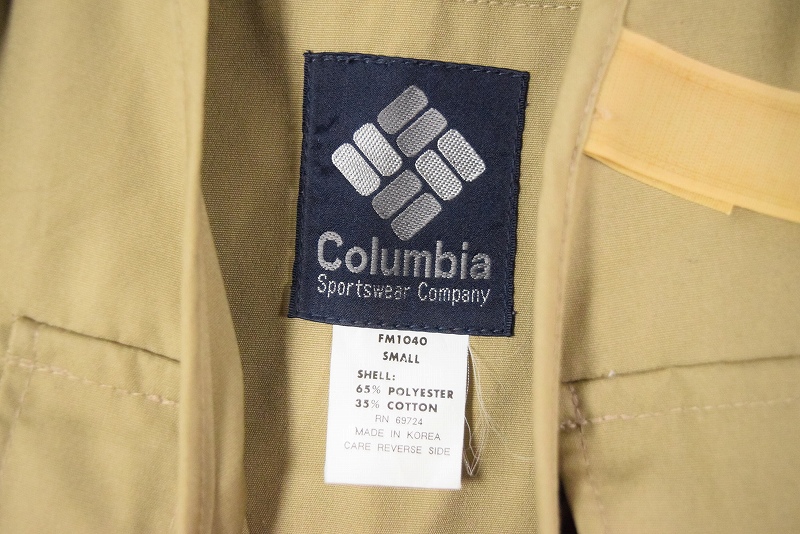 Columbia
Sportswear Company
FM1040
SMALL
SHELL:
65% POLYESTER
35% COTTON
RN 69724
MADE IN KOREA
CARE REVERSE SIDE